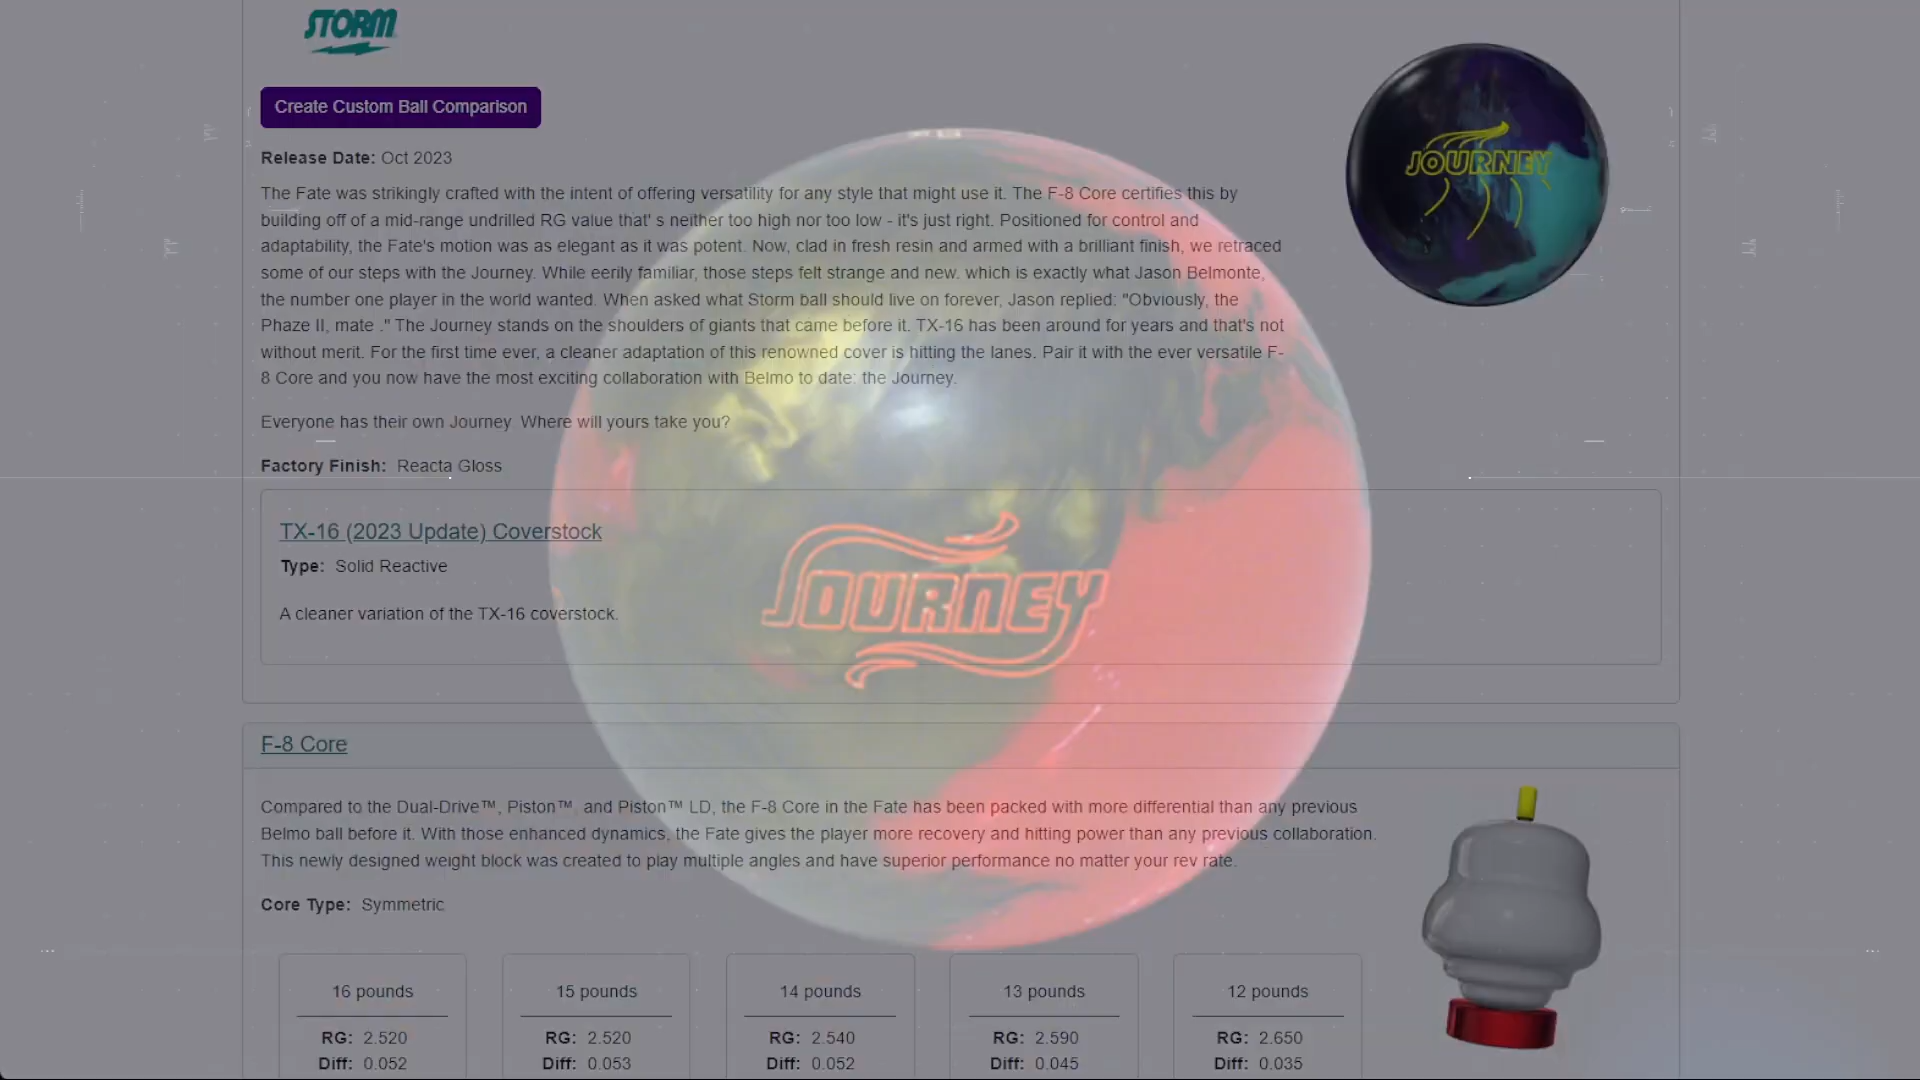 STORM
Create Custom Ball Comparison
JOURNEY
Release Date: Oct 2023
The Fate was strikingly crafted with the intent of offering versatility for any style that might use it. The F-8 Core certifies this by
building off of a mid-range undrilled RG value that' s neither too high nor too low - it's just right. Positioned for control and
adaptability, the Fate's motion was as elegant as it was potent. Now, clad in fresh resin and armed with a brilliant finish, we retraced
some of our steps with the Journey. While eerily familiar, those steps felt strange and new. which is exactly what Jason Belmonte,
the number one player in the world wanted. When asked what Storm ball should live on forever, Jason replied: "Obviously, the
Phaze II, mate ." The Journey stands on the shoulders of giants that came before it. TX-16 has been around for years and that's not
without merit. For the first time ever, a cleaner adaptation of this renowned cover is hitting the lanes. Pair it with the ever versatile F-
8 Core and you now have the most exciting collaboration with Belmo to date: the Journey.
Everyone has their own Journey Where will yours take you?
Factory Finish: Reacta Gloss
TX-16 (2023 Update) Coverstock
Type: Solid Reactive
A cleaner variation of the TX-16 coverstock.
JOURNEY
F-8 Core
Compared to the Dual-Drive™, Piston™, and Piston™ LD, the F-8 Core in the Fate has been packed with more differential than any previous
Belmo ball before it. With those enhanced dynamics, the Fate gives the player more recovery and hitting power than any previous collaboration.
This newly designed weight block was created to play multiple angles and have superior performance no matter your rev rate.
Core Type: Symmetric
16 pounds
RG: 2.520
Diff: 0.052
15 pounds
RG: 2.520
Diff: 0.053
14 pounds
RG: 2.540
Diff: 0.052
13 pounds
RG: 2.590
Diff: 0.045
12 pounds
RG: 2.650
Diff: 0.035